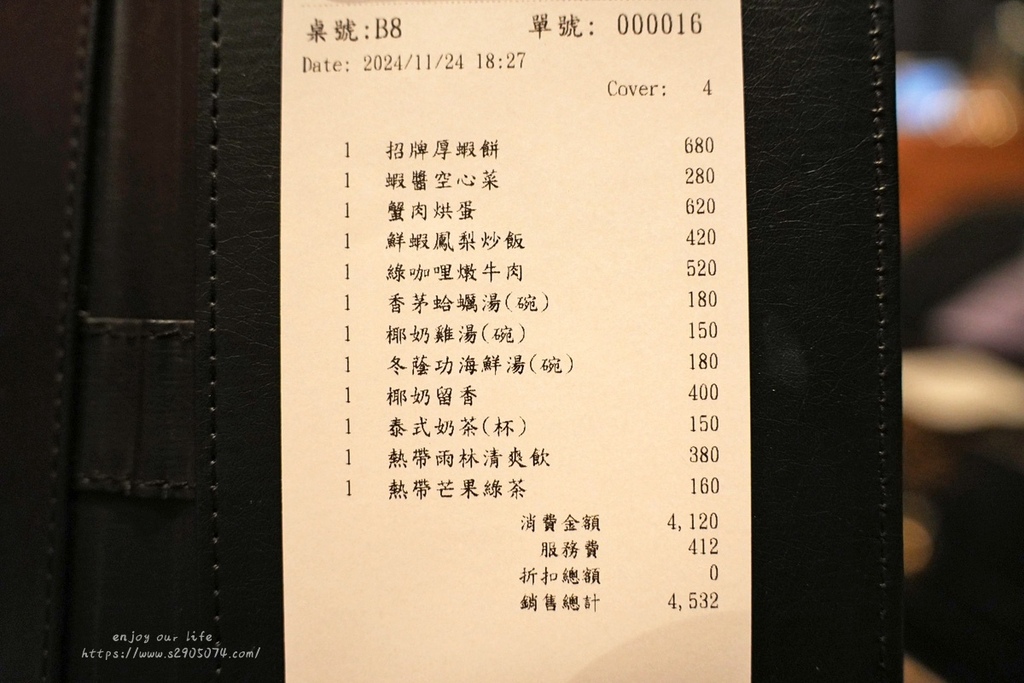 桌號:B8 單號: 000016
Date: 2024/11/24 18:27
Cover: 4
1 招牌厚蝦餅 680
1 蝦醬空心菜 280
1 蟹肉烘蛋 620
1 鮮蝦鳳梨炒飯 420
1 綠咖哩燉牛肉 520
1 香茅蛤蠣湯(碗) 180
1 椰奶雞湯(碗) 150
1 冬蔭功海鮮湯(碗) 180
1 椰奶留香 400
1 泰式奶茶(杯) 150
1 熱帶雨林清爽飲 380
1 熱帶芒果綠茶 160
消費金額 4,120
服務費 412
折扣總額 0
銷售總計 4,532
enjoy our life
https://www.s2905074.com/